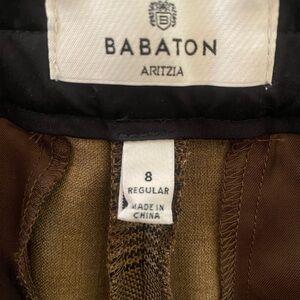 BABATON
ARITZIA
8
REGULAR
MADE IN
CHINA